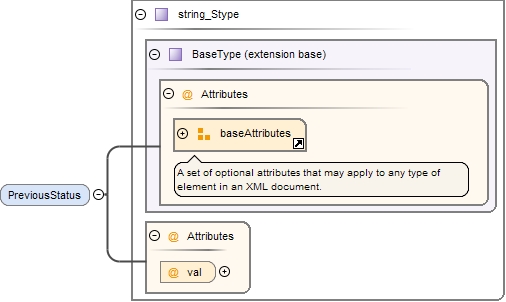 string_Stype
BaseType (extension base)
@ Attributes
baseAttributes
A set of optional attributes that may apply to any type of
element in an XML document.
PreviousStatus
@ Attributes
@ val